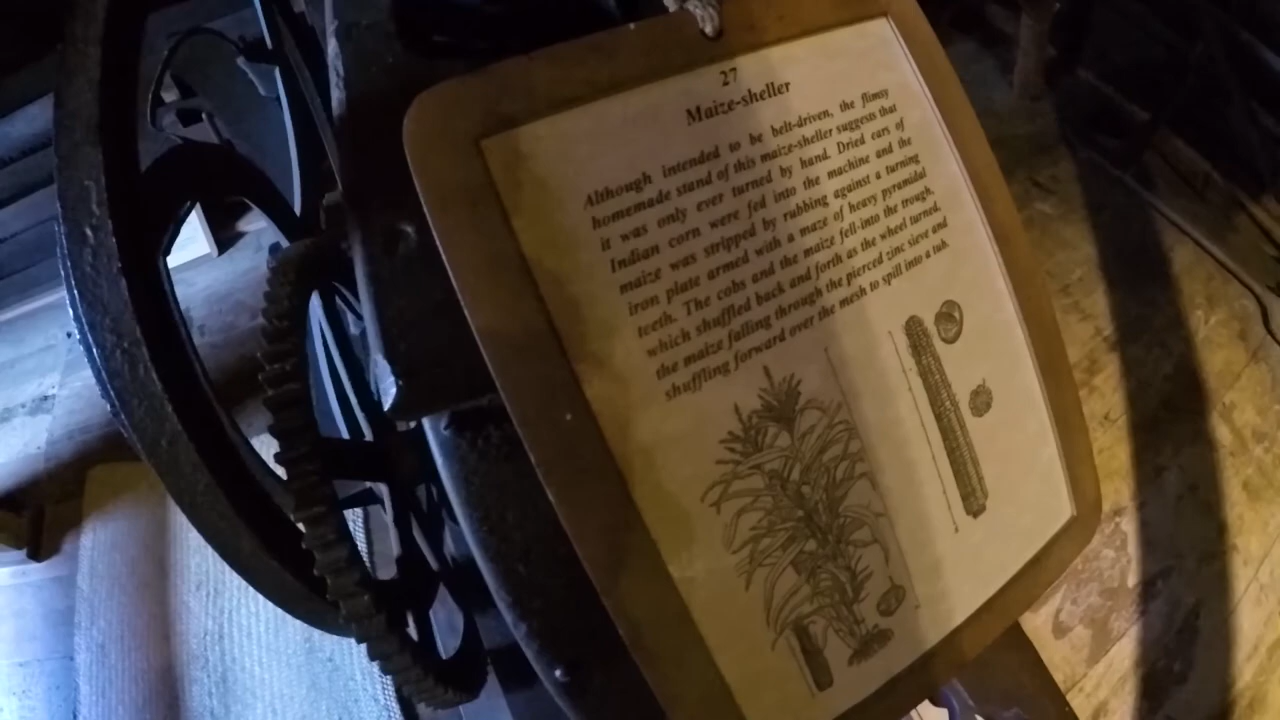 27
Maize-sheller
Although intended to be belt-driven, the flimsy
homemade stand of this maize-sheller suggests that
it was only ever turned by hand. Dried ears of
Indian corn were fed into the machine and the
maize was stripped by rubbing against a turning
iron plate armed with a maze of heavy pyramidal
teeth. The cobs and the maize fell into the trough,
which shuffled back and forth as the wheel turned,
the maize falling through the pierced zinc sieve and
shuffling forward over the mesh to spill into a tub.